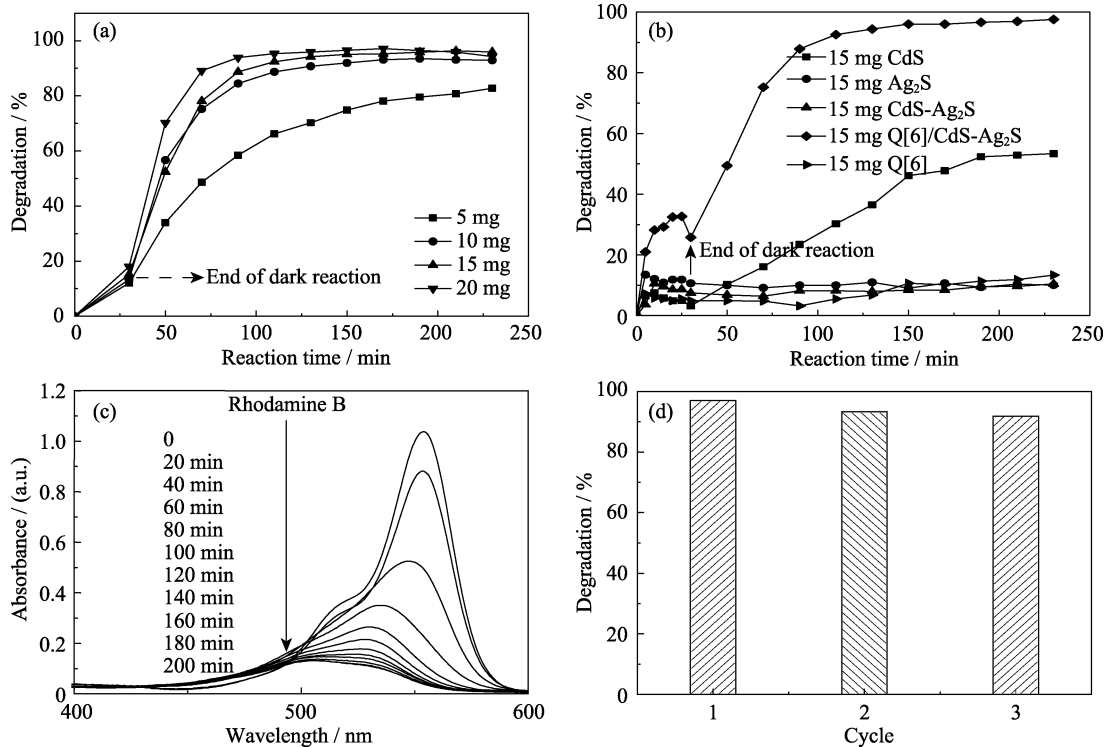 (a)
Degradation / %
100
80
60
40
20
0
0 50 100 150 200 250
Reaction time / min
End of dark reaction
5 mg
10 mg
15 mg
20 mg
(b)
Degradation / %
100
80
60
40
20
0
0 50 100 150 200 250
Reaction time / min
15 mg CdS
15 mg Ag₂S
15 mg CdS-Ag₂S
15 mg Q[6]/CdS-Ag₂S
15 mg Q[6]
End of dark reaction
(c)
Absorbance / (a.u.)
1.2
1.0
0.8
0.6
0.4
0.2
0
400 500 600
Wavelength / nm
Rhodamine B
0
20 min
40 min
60 min
80 min
100 min
120 min
140 min
160 min
180 min
200 min
(d)
Degradation / %
100
80
60
40
20
0
1 2 3
Cycle